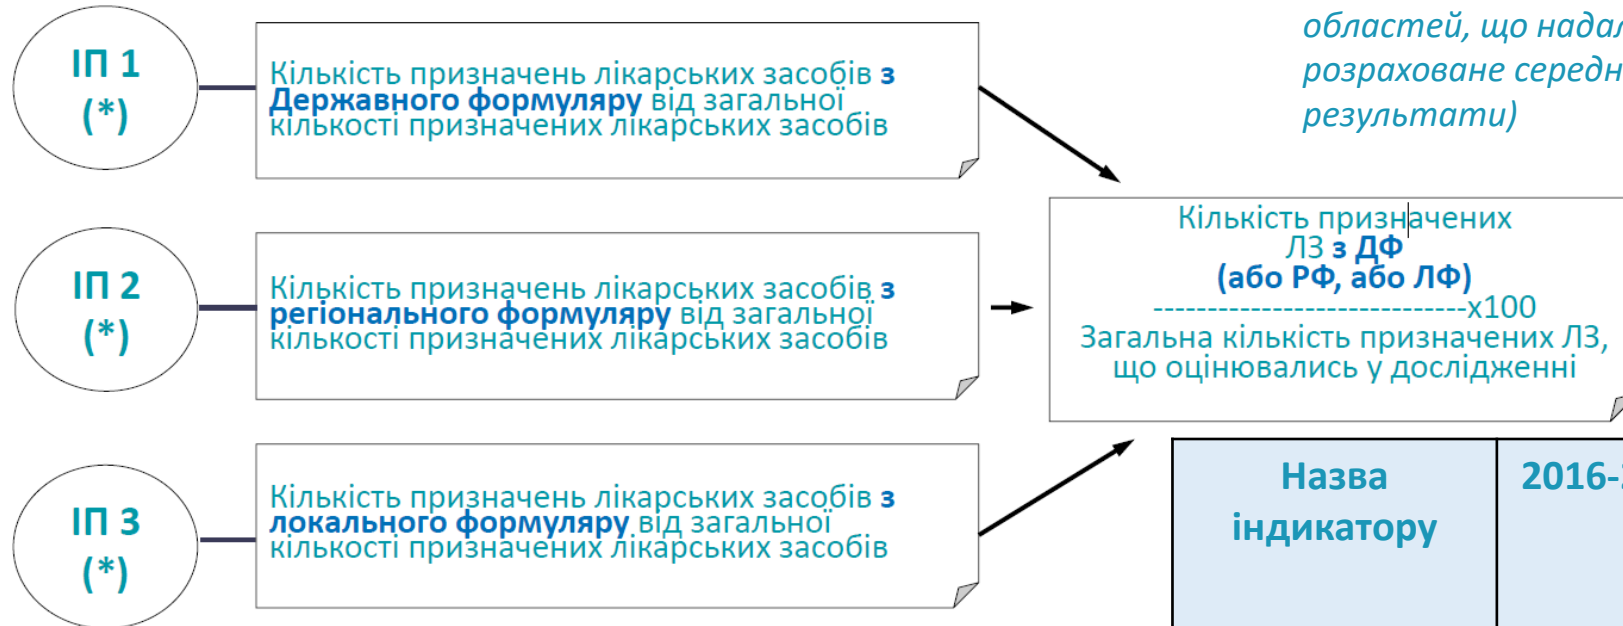 ІП 1
(*)
Кількість призначень лікарських засобів з
Державного формуляру від загальної
кількості призначених лікарських засобів
ІП 2
(*)
Кількість призначень лікарських засобів з
регіонального формуляру від загальної
кількості призначених лікарських засобів
ІП 3
(*)
Кількість призначень лікарських засобів з
локального формуляру від загальної
кількості призначених лікарських засобів
областей, що
розраховане
результати)
Кількість призначених
ЛЗ з ДФ
(або РФ, або ЛФ)
-----------------------------x100
Загальна кількість призначених ЛЗ,
що оцінювались у дослідженні
Назва
індикатору
2016-